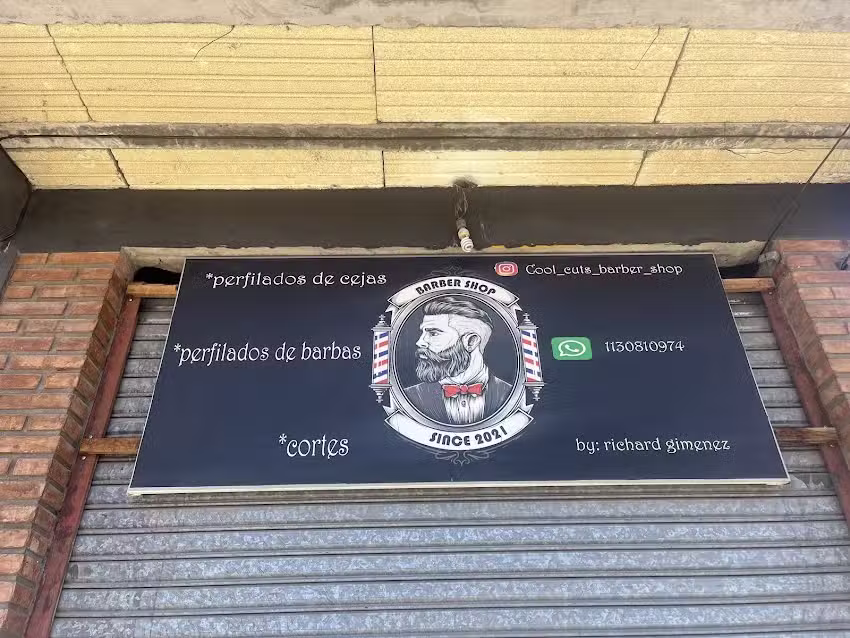 *perfilados de cejas
*perfilados de barbas
*cortes
BARBER SHOP
SINCE 2021
Cool_cuts_barber_shop
1130810974
by: richard gimenez